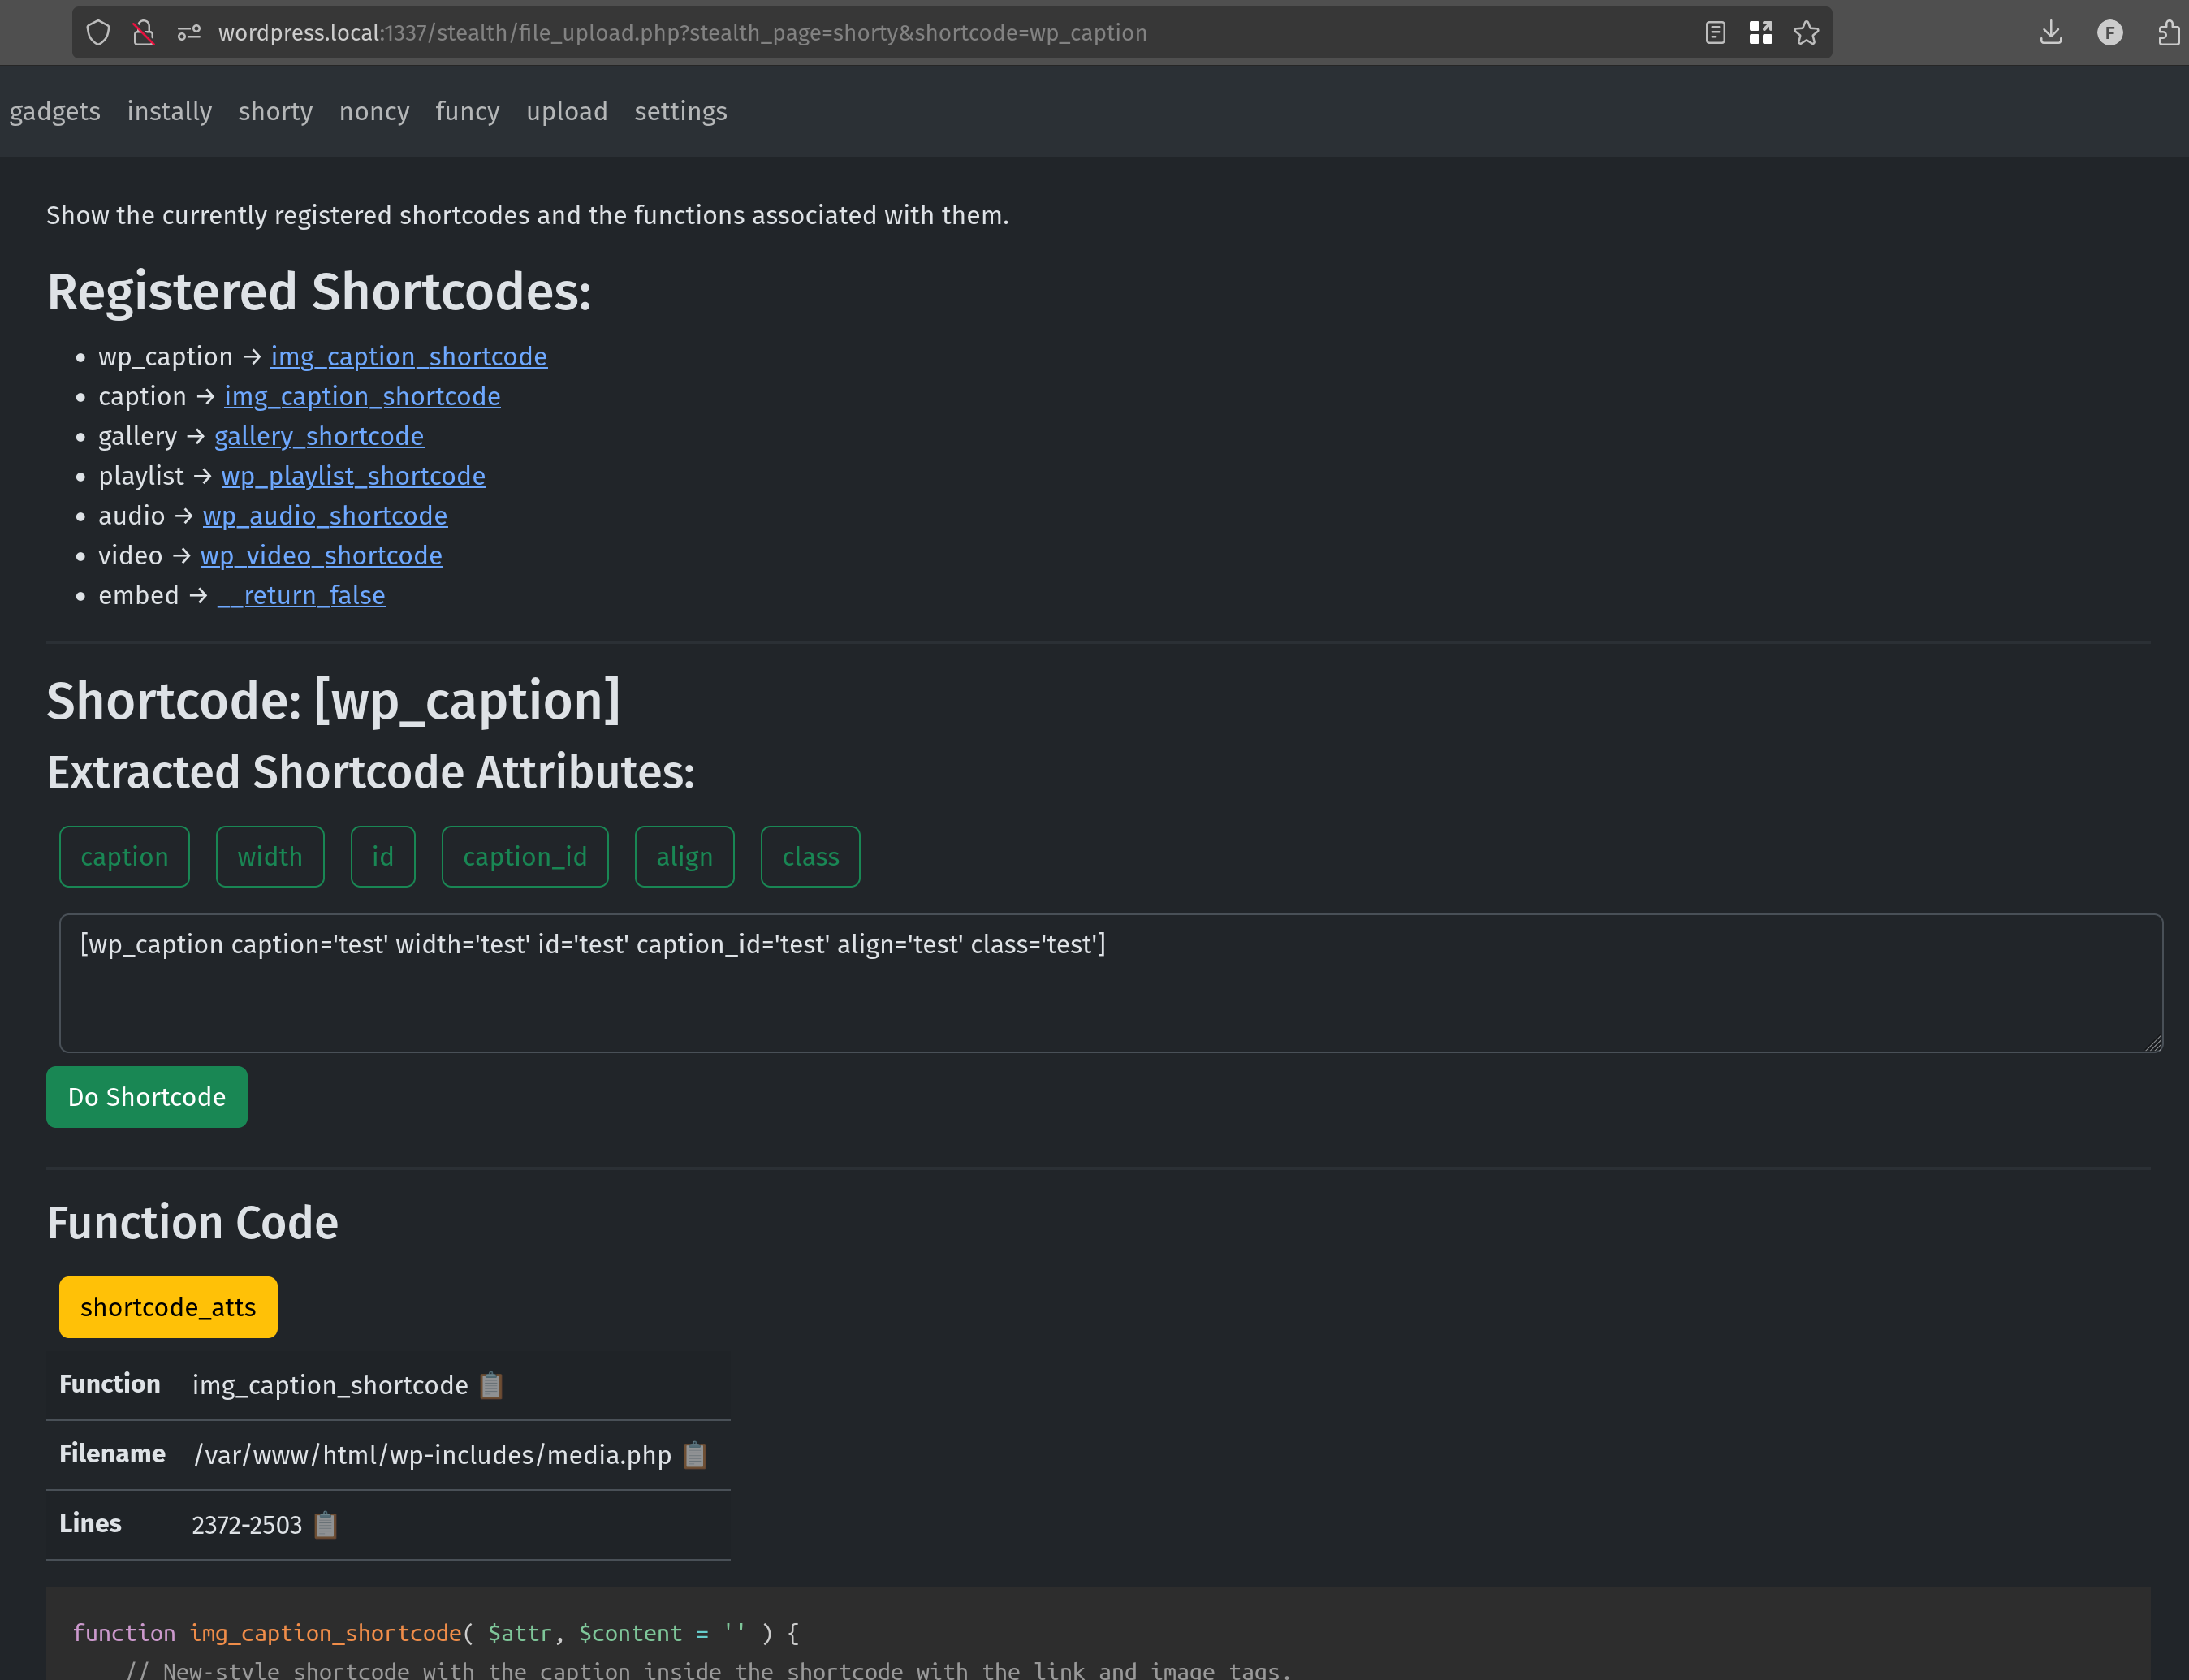 wordpress.local:1337/stealth/file_upload.php?stealth_page=shorty&shortcode=wp_caption
F
gadgets instally shorty noncy funcy upload settings
Show the currently registered shortcodes and the functions associated with them.
Registered Shortcodes:
• wp_caption → img_caption_shortcode
• caption → img_caption_shortcode
• gallery → gallery_shortcode
• playlist → wp_playlist_shortcode
• audio → wp_audio_shortcode
• video → wp_video_shortcode
• embed → __return_false
Shortcode: [wp_caption]
Extracted Shortcode Attributes:
caption width id caption_id align class
[wp_caption caption='test' width='test' id='test' caption_id='test' align='test' class='test']
Do Shortcode
Function Code
shortcode_atts
Function img_caption_shortcode
Filename /var/www/html/wp-includes/media.php
Lines 2372-2503
function img_caption_shortcode( $attr, $content = '' ) {
// New-style shortcode with the caption inside the shortcode with the link and image tags.